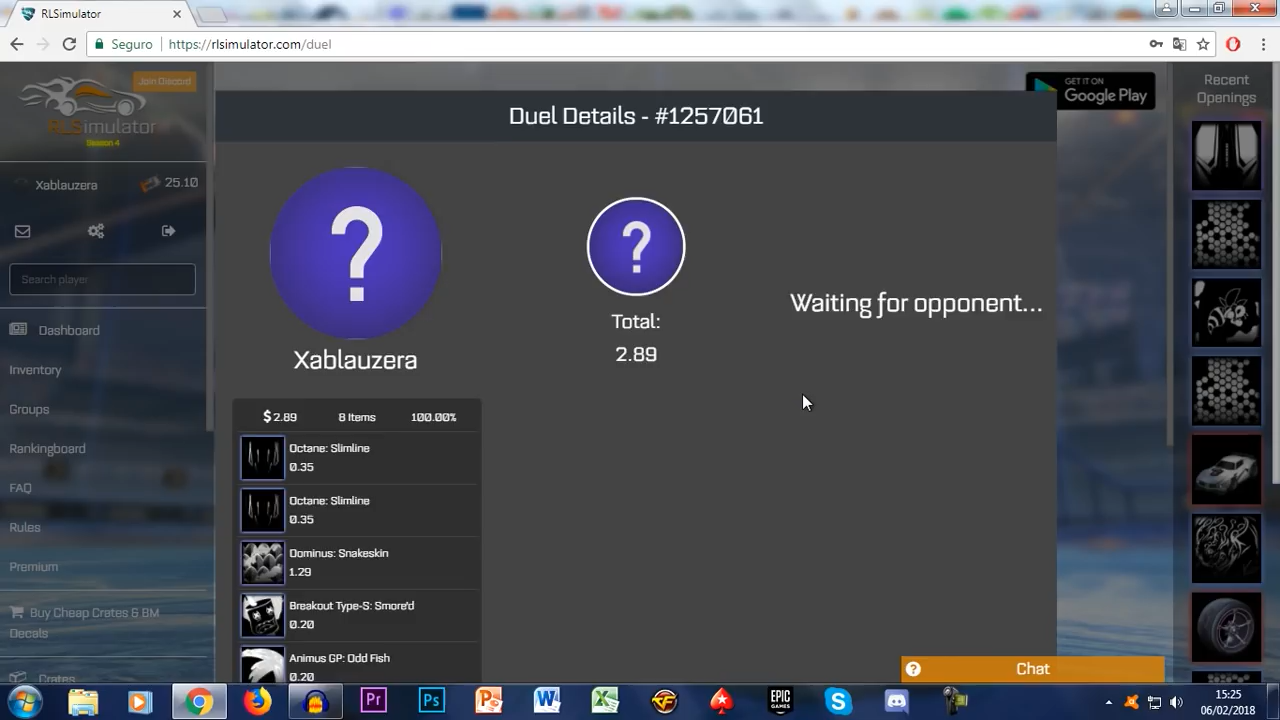 RLSimulator
Seguro
https://rlsimulator.com/duel
RLSimulator
Season 4
Join Discord
GET IT ON
Google Play
Recent
Openings
Duel Details - #1257061
Xablauzera
25.10
Search player
Dashboard
Inventory
Groups
Rankingboard
FAQ
Rules
Premium
Buy Cheap Crates & BM
Decals
Crates
?
Xablauzera
?
Total:
2.89
Waiting for opponent...
$2.89 8 Items 100.00%
Octane: Slimline
0.35
Octane: Slimline
0.35
Dominus: Snakeskin
1.29
Breakout Type-S: Smore'd
0.20
Animus GP: Odd Fish
0.20
? Chat
Pr
Ps
EPIC
GAMES
15:25
06/02/2018